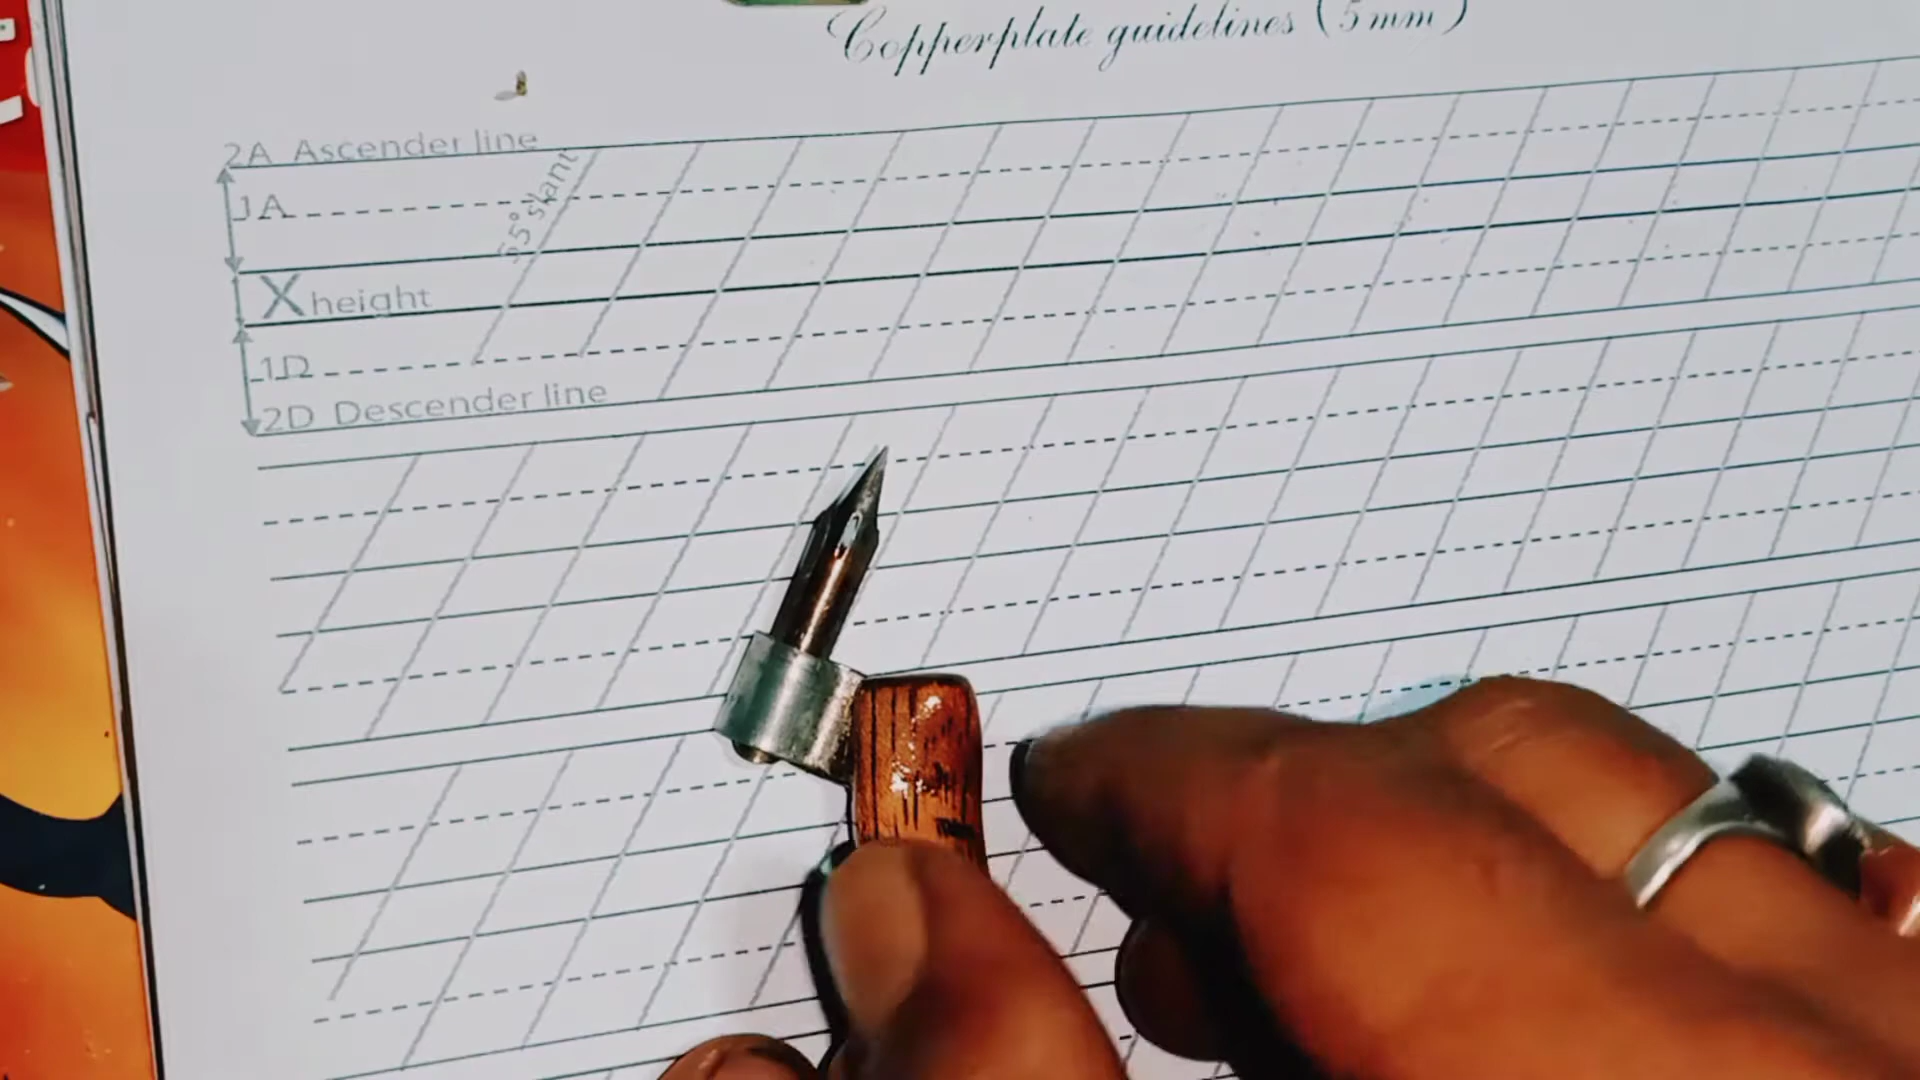 Copperplate guidelines (5mm)
2A Ascender line
55° slant
1A
X height
1D
2D Descender line